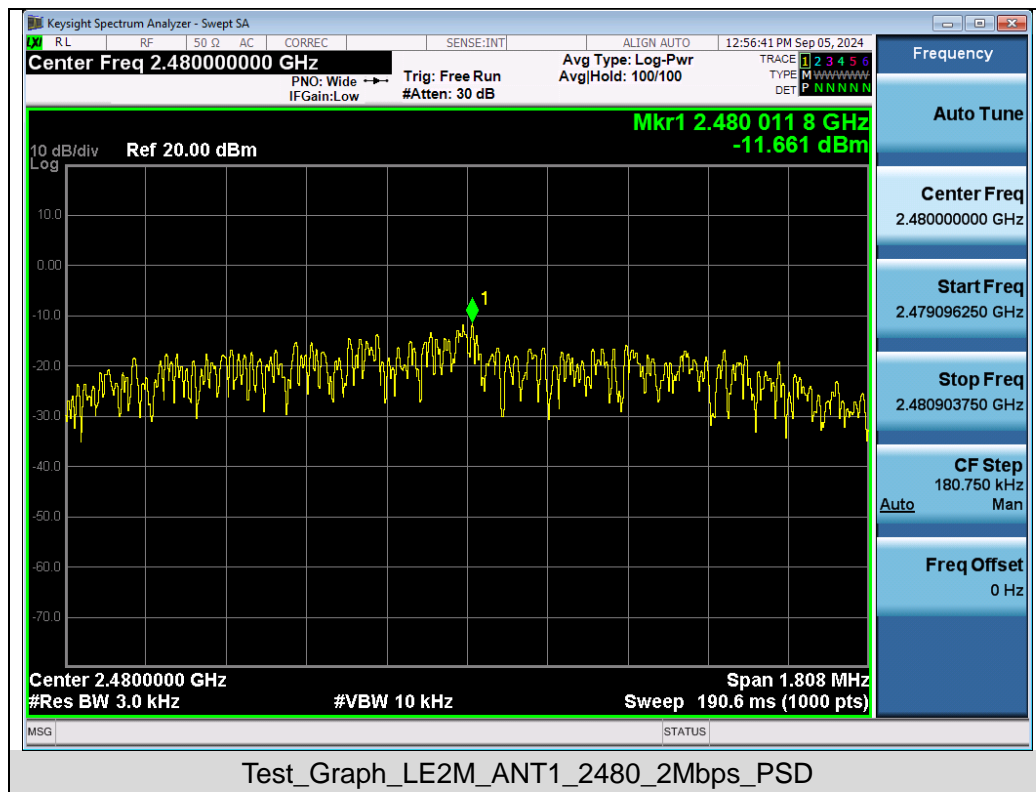 Keysight Spectrum Analyzer - Swept SA
LXI RL RF 50 Ω AC CORREC SENSE:INT ALIGN AUTO 12:56:41 PM Sep 05, 2024
Center Freq 2.480000000 GHz
PNO: Wide
IFGain:Low
Trig: Free Run
#Atten: 30 dB
Avg Type: Log-Pwr
Avg|Hold: 100/100
TRACE 1 2 3 4 5 6
TYPE M WWWWW
DET P N N N N N
Mkr1 2.480 011 8 GHz
-11.661 dBm
10 dB/div Ref 20.00 dBm
Log
10.0
0.00
-10.0
-20.0
-30.0
-40.0
-50.0
-60.0
-70.0
1
Center 2.4800000 GHz Span 1.808 MHz
#Res BW 3.0 kHz #VBW 10 kHz Sweep 190.6 ms (1000 pts)
MSG STATUS
Frequency
Auto Tune
Center Freq
2.480000000 GHz
Start Freq
2.479096250 GHz
Stop Freq
2.480903750 GHz
CF Step
180.750 kHz
Auto Man
Freq Offset
0 Hz
Test_Graph_LE2M_ANT1_2480_2Mbps_PSD